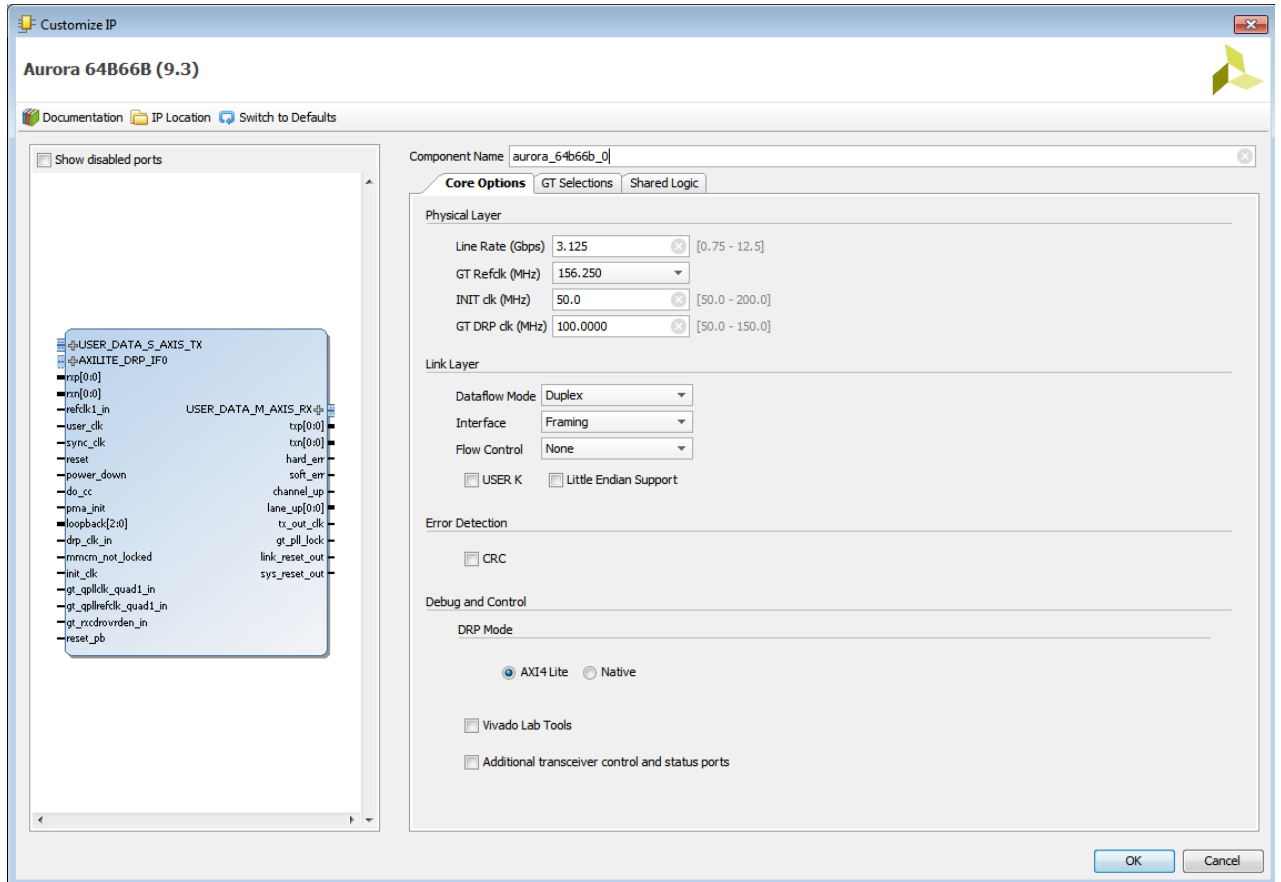 Customize IP
Aurora 64B66B (9.3)
Documentation IP Location Switch to Defaults
Show disabled ports
USER_DATA_S_AXIS_TX
AXILITE_DRP_IF0
rxp[0:0]
rxn[0:0]
refclk1_in
user_clk
sync_clk
reset
power_down
do_cc
pma_init
loopback[2:0]
drp_clk_in
mmcm_not_locked
init_clk
gt_qpllclk_quad1_in
gt_qpllrefclk_quad1_in
gt_rxcdrovrden_in
reset_pb
USER_DATA_M_AXIS_RX
txp[0:0]
txn[0:0]
hard_err
soft_err
channel_up
lane_up[0:0]
tx_out_clk
gt_pll_lock
link_reset_out
sys_reset_out
Component Name aurora_64b66b_0
Core Options GT Selections Shared Logic
Physical Layer
Line Rate (Gbps) 3.125 [0.75 - 12.5]
GT Refclk (MHz) 156.250
INIT clk (MHz) 50.0 [50.0 - 200.0]
GT DRP clk (MHz) 100.0000 [50.0 - 150.0]
Link Layer
Dataflow Mode Duplex
Interface Framing
Flow Control None
USER K Little Endian Support
Error Detection
CRC
Debug and Control
DRP Mode
AXI4 Lite Native
Vivado Lab Tools
Additional transceiver control and status ports
OK Cancel